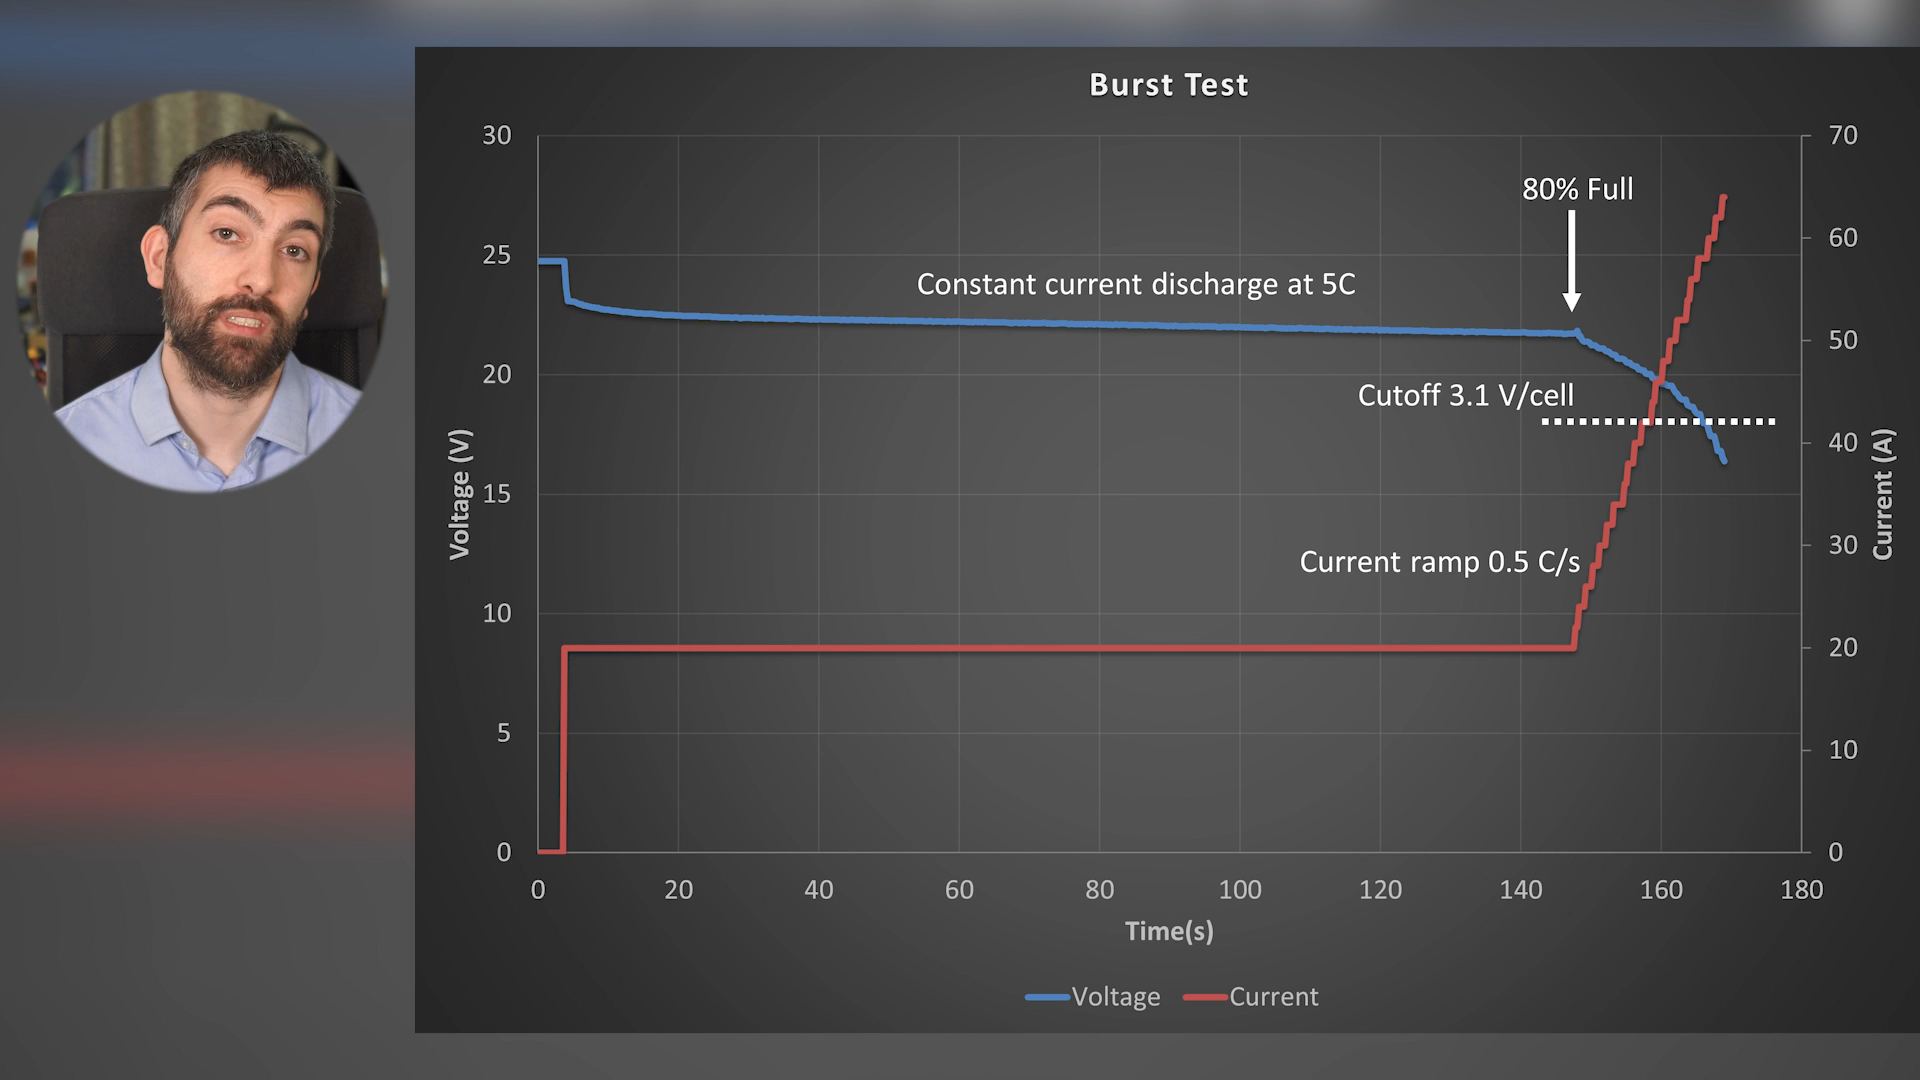 Burst Test
30
25
20
15
10
5
0
Voltage (V)
70
60
50
40
30
20
10
0
Current (A)
80% Full
Constant current discharge at 5C
Cutoff 3.1 V/cell
Current ramp 0.5 C/s
0 20 40 60 80 100 120 140 160 180
Time(s)
Voltage Current